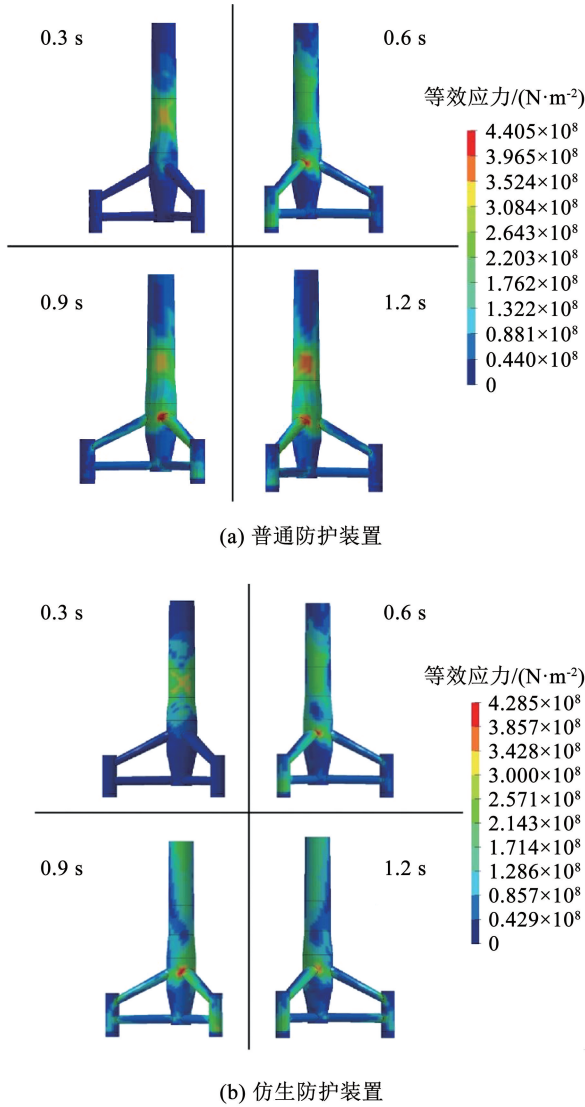 0.3 s
0.6 s
等效应力/(N·m⁻²)
4.405×10⁸
3.965×10⁸
3.524×10⁸
3.084×10⁸
2.643×10⁸
2.203×10⁸
1.762×10⁸
1.322×10⁸
0.881×10⁸
0.440×10⁸
0
0.9 s
1.2 s
(a) 普通防护装置
0.3 s
0.6 s
等效应力/(N·m⁻²)
4.285×10⁸
3.857×10⁸
3.428×10⁸
3.000×10⁸
2.571×10⁸
2.143×10⁸
1.714×10⁸
1.286×10⁸
0.857×10⁸
0.429×10⁸
0
0.9 s
1.2 s
(b) 仿生防护装置